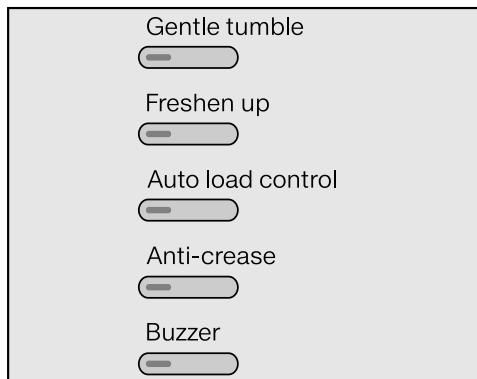 Gentle tumble
Freshen up
Auto load control
Anti-crease
Buzzer